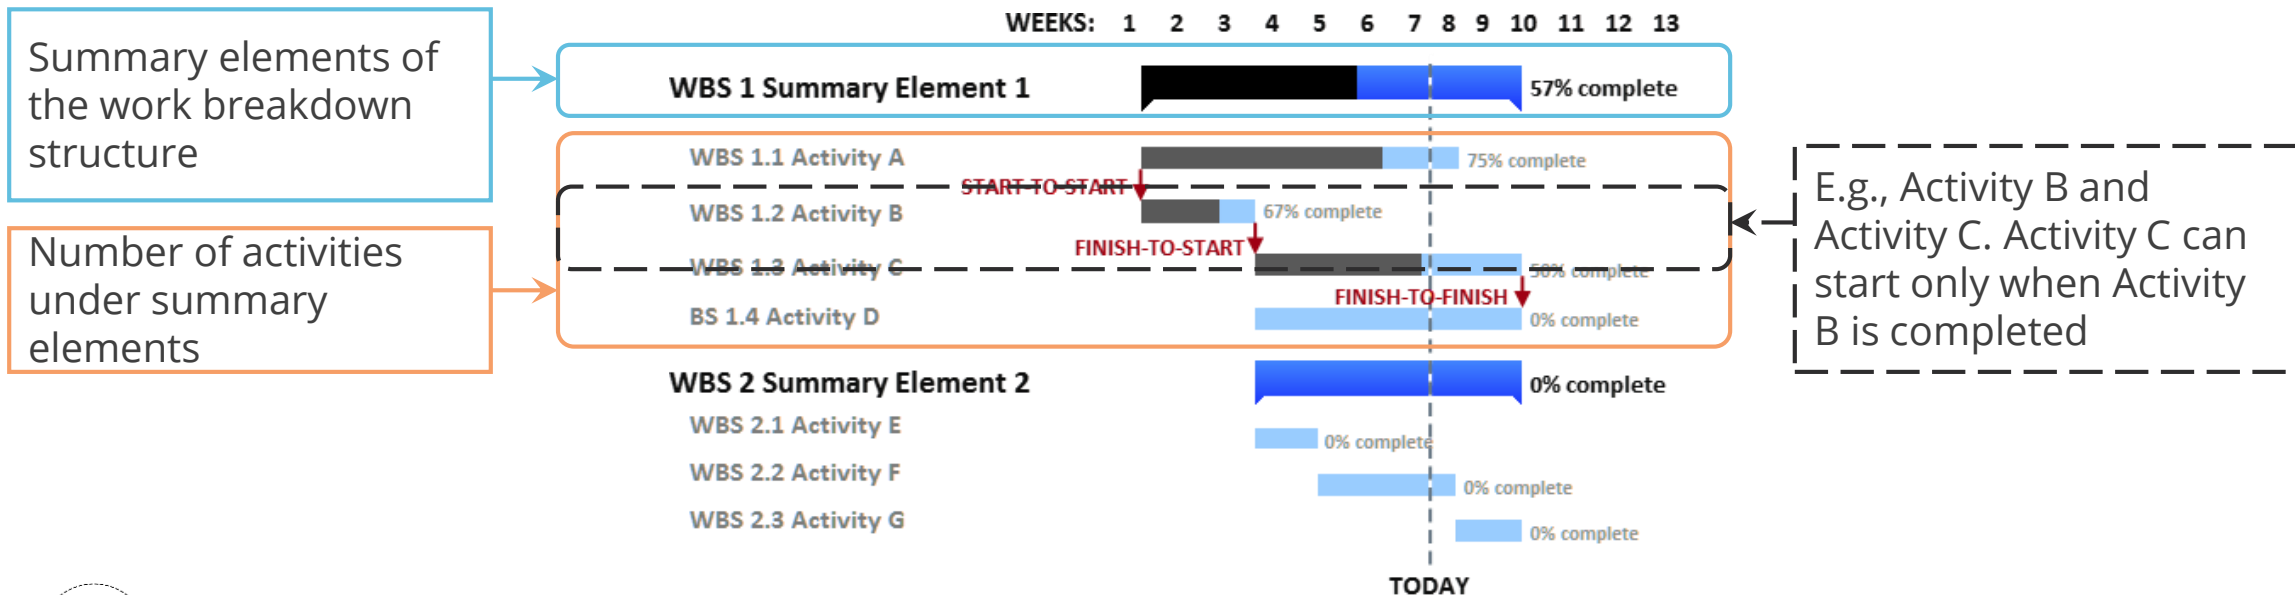 Summary elements of
the work breakdown
structure
Number of activities
under summary
elements
WEEKS: 1 2 3 4 5 6 7 8 9 10 11 12 13
WBS 1 Summary Element 1 57% complete
WBS 1.1 Activity A 75% complete
START-TO-START
WBS 1.2 Activity B 67% complete
FINISH-TO-START
WBS 1.3 Activity C 50% complete
FINISH-TO-FINISH
BS 1.4 Activity D 0% complete
WBS 2 Summary Element 2 0% complete
WBS 2.1 Activity E 0% complete
WBS 2.2 Activity F 0% complete
WBS 2.3 Activity G 0% complete
TODAY
E.g., Activity B and
Activity C. Activity C can
start only when Activity
B is completed